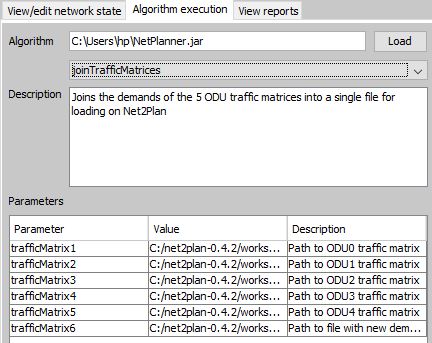 View/edit network state Algorithm execution View reports
Algorithm C:\Users\hp\NetPlanner.jar Load
joinTrafficMatrices
Description Joins the demands of the 5 ODU traffic matrices into a single file for
loading on Net2Plan
Parameters
Parameter Value Description
trafficMatrix1 C:/net2plan-0.4.2/works... Path to ODU0 traffic matrix
trafficMatrix2 C:/net2plan-0.4.2/works... Path to ODU1 traffic matrix
trafficMatrix3 C:/net2plan-0.4.2/works... Path to ODU2 traffic matrix
trafficMatrix4 C:/net2plan-0.4.2/works... Path to ODU3 traffic matrix
trafficMatrix5 C:/net2plan-0.4.2/works... Path to ODU4 traffic matrix
trafficMatrix6 C:/net2plan-0.4.2/works... Path to file with new dem...